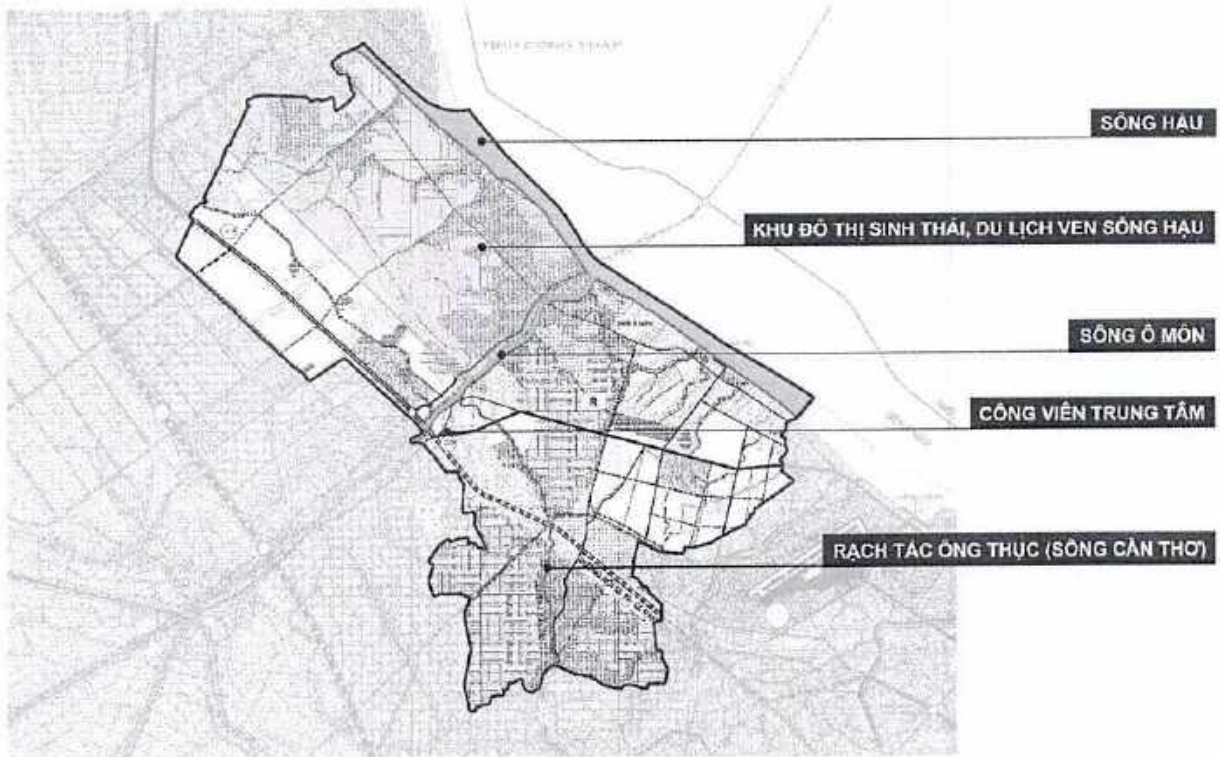 SÔNG HẬU
KHU ĐÔ THỊ SINH THÁI, DU LỊCH VEN SÔNG HẬU
SÔNG Ô MÔN
CÔNG VIÊN TRUNG TÂM
RẠCH TẮC ÔNG THỤC (SÔNG CẦN THƠ)